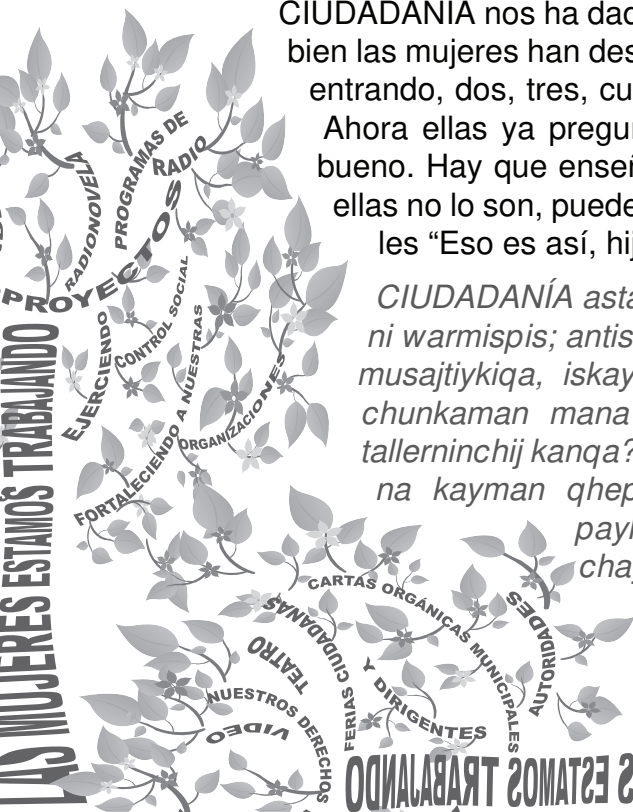 CIUDADANÍA nos ha dad
bien las mujeres han des
entrando, dos, tres, cu
Ahora ellas ya pregu
bueno. Hay que ense
ellas no lo son, puede
les “Eso es así, hij
CIUDADANÍA asta
ni warmispis; antis
musajtiykiqa, iskay
chunkaman mana
tallerninchij kanqa?
na kayman qhep
pay
cha
PROGRAMAS DE
RADIO
RADIONOVELA
PROYECTOS
CONTROL SOCIAL
EJERCIENDO
FORTALECIENDO A NUESTRAS
ORGANIZACIONES
LAS MUJERES ESTAMOS TRABAJANDO
CARTAS ORGÁNICAS MUNICIPALES
AUTORIDADES
Y DIRIGENTES
FERIAS CIUDADANAS
TEATRO
NUESTROS DERECHOS
VIDEO
S ESTAMOS TRABAJANDO